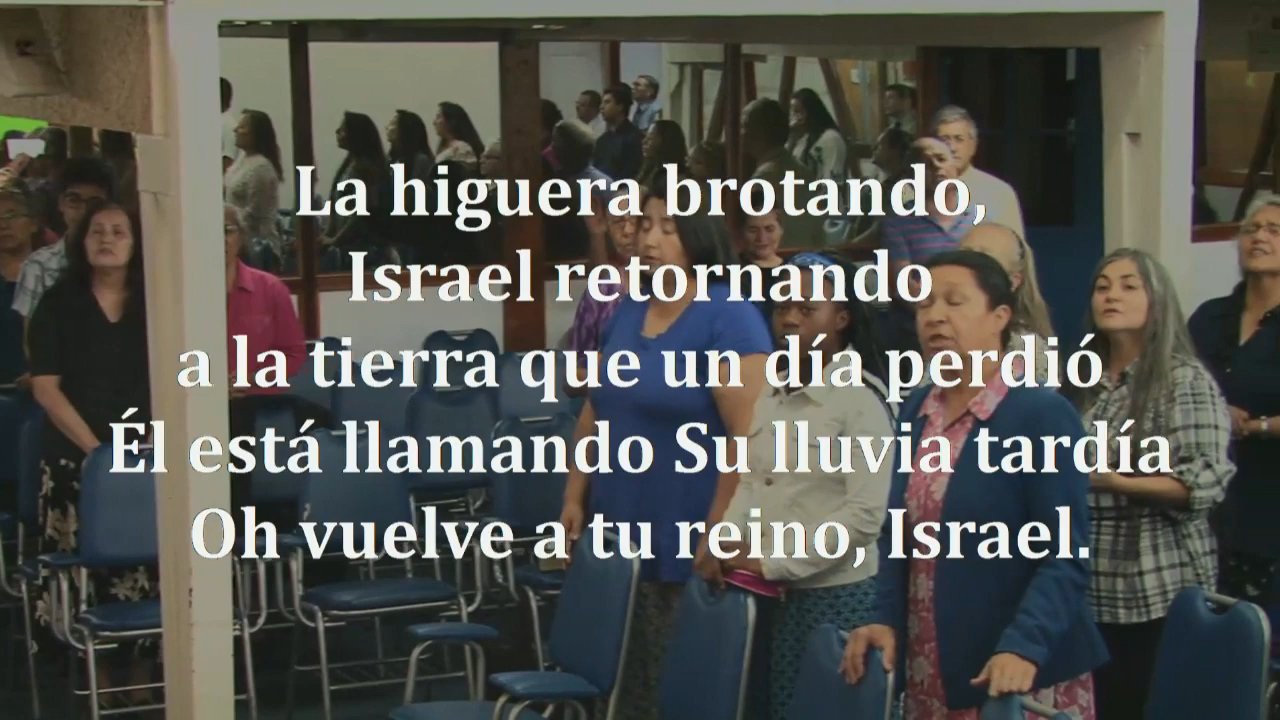 La higuera brotando,
Israel retornando
a la tierra que un día perdió
Él está llamando Su lluvia tardía
Oh vuelve a tu reino, Israel.